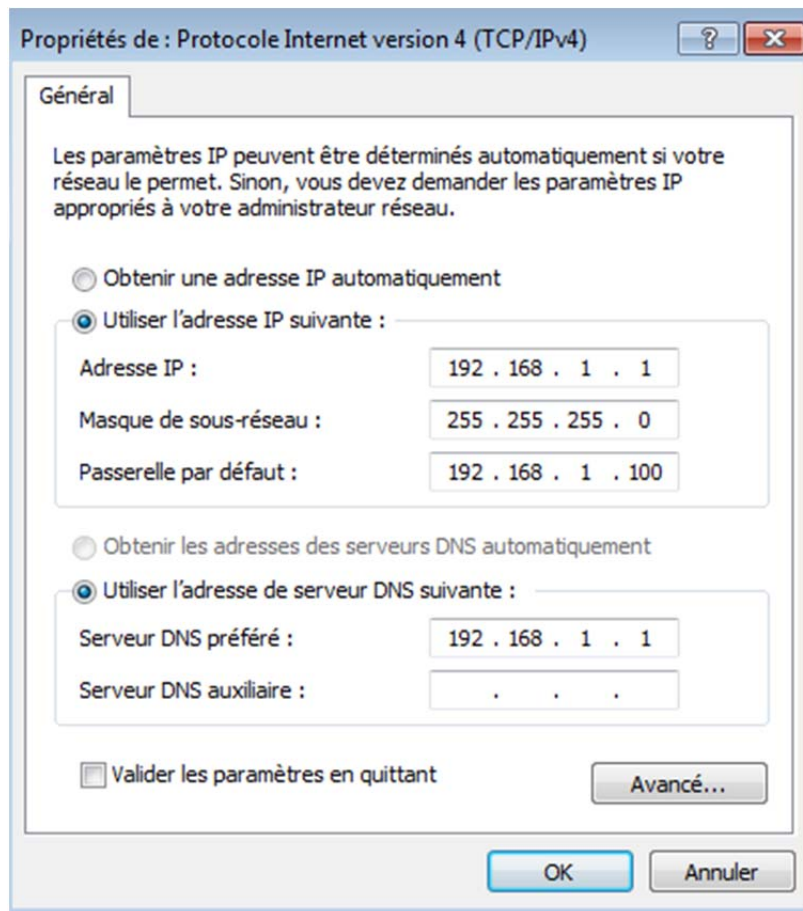 Propriétés de : Protocole Internet version 4 (TCP/IPv4)
?
Général
Les paramètres IP peuvent être déterminés automatiquement si votre
réseau le permet. Sinon, vous devez demander les paramètres IP
appropriés à votre administrateur réseau.
Obtenir une adresse IP automatiquement
Utiliser l'adresse IP suivante :
Adresse IP : 192 . 168 . 1 . 1
Masque de sous-réseau : 255 . 255 . 255 . 0
Passerelle par défaut : 192 . 168 . 1 . 100
Obtenir les adresses des serveurs DNS automatiquement
Utiliser l'adresse de serveur DNS suivante :
Serveur DNS préféré : 192 . 168 . 1 . 1
Serveur DNS auxiliaire : . . .
Valider les paramètres en quittant
Avancé...
OK Annuler